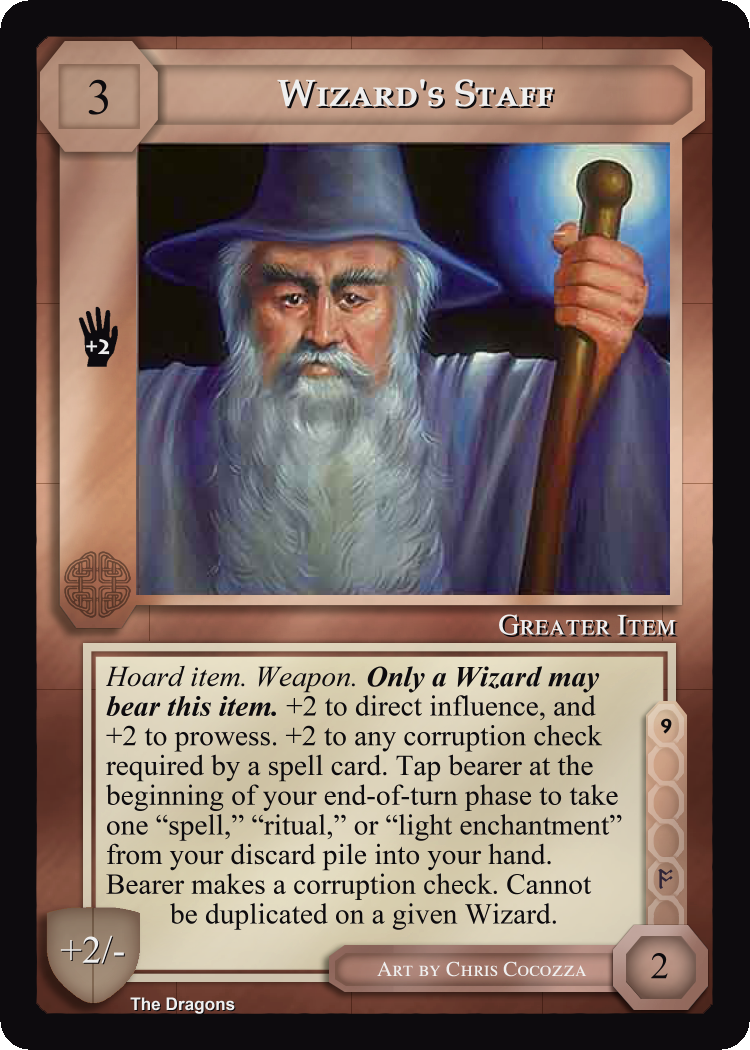 3
Wizard's Staff
+2
Greater Item
Hoard item. Weapon. Only a Wizard may
bear this item. +2 to direct influence, and
+2 to prowess. +2 to any corruption check
required by a spell card. Tap bearer at the
beginning of your end-of-turn phase to take
one “spell,” “ritual,” or “light enchantment”
from your discard pile into your hand.
Bearer makes a corruption check. Cannot
be duplicated on a given Wizard.
9
ᚩ
+2/-
Art by Chris Cocozza
2
The Dragons